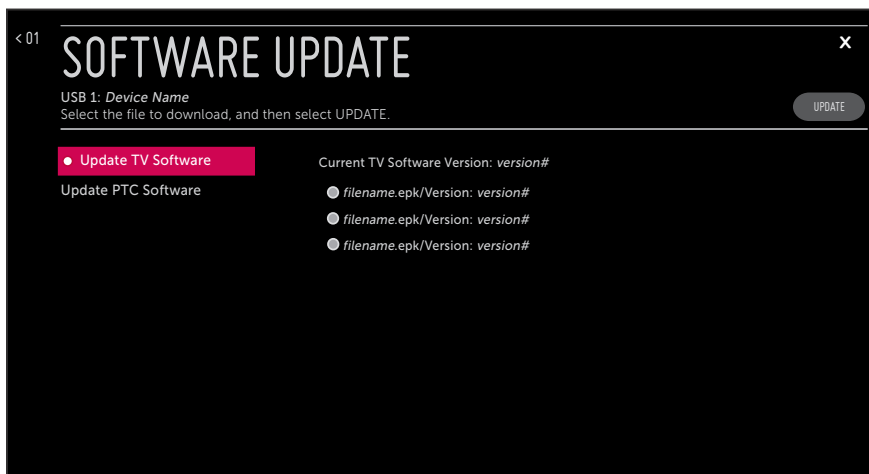 < 01
SOFTWARE UPDATE
X
USB 1: Device Name
Select the file to download, and then select UPDATE.
UPDATE
Update TV Software
Update PTC Software
Current TV Software Version: version#
filename.epk/Version: version#
filename.epk/Version: version#
filename.epk/Version: version#